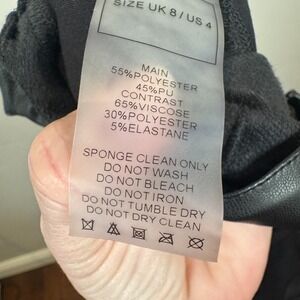 SIZE UK 8 / US 4
MAIN
55%POLYESTER
45%PU
CONTRAST
65%VISCOSE
30%POLYESTER
5%ELASTANE
SPONGE CLEAN ONLY
DO NOT WASH
DO NOT BLEACH
DO NOT IRON
DO NOT TUMBLE DRY
DO NOT DRY CLEAN